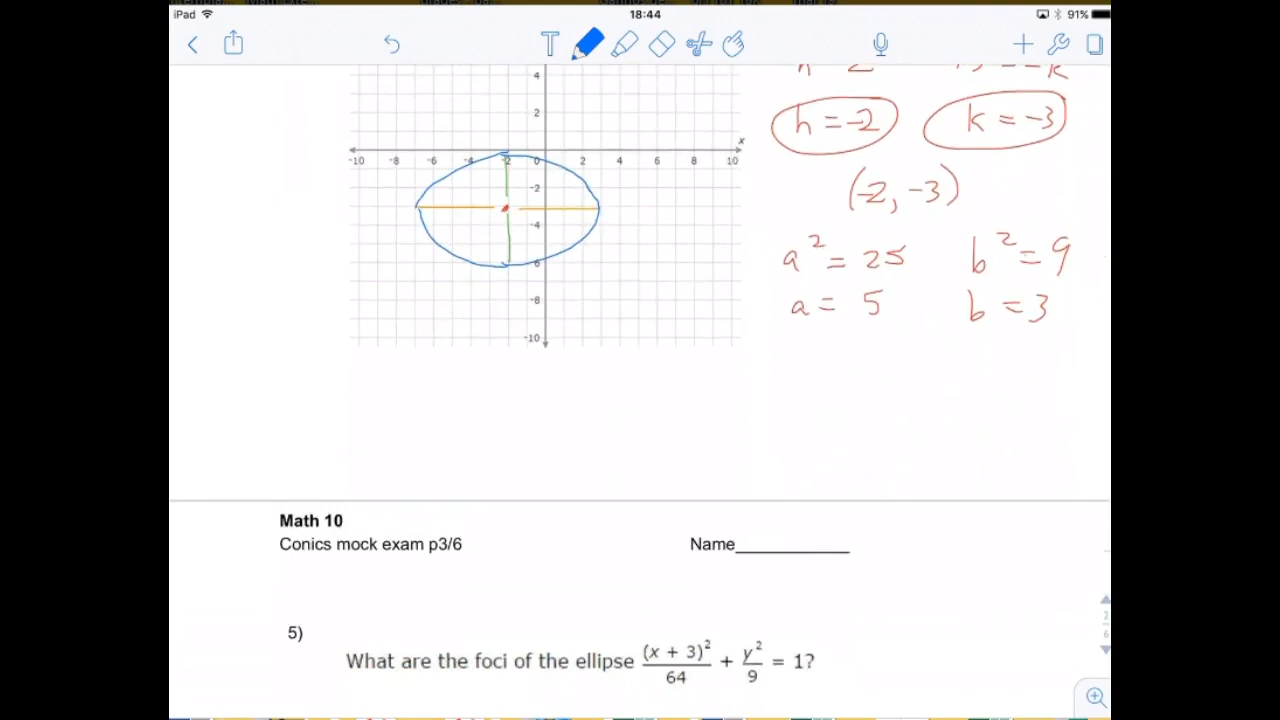 iPad 18:44 91%
T
4
2
x
-10 -8 -6 -4 -2 0 2 4 6 8 10
-2
-4
-6
-8
-10
h = -2 k = -3
(-2, -3)
a² = 25 b² = 9
a = 5 b = 3
Math 10
Conics mock exam p3/6 Name___________
5)
What are the foci of the ellipse (x + 3)²/64 + y²/9 = 1?